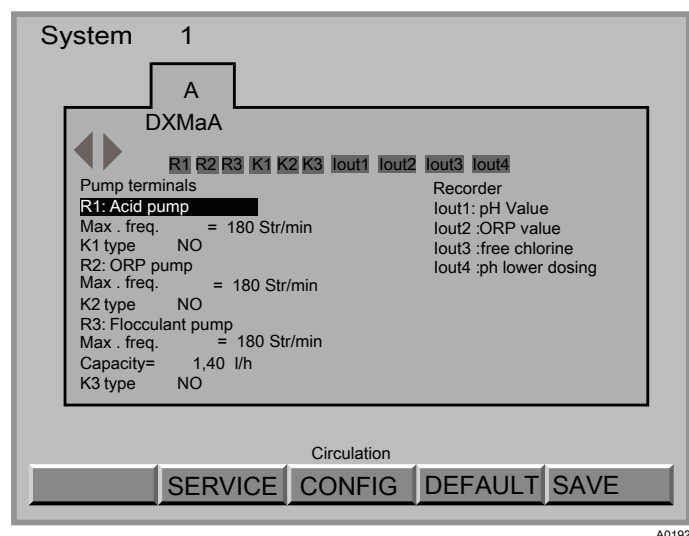 System 1
A
DXMaA
R1 R2 R3 K1 K2 K3 Iout1 Iout2 Iout3 Iout4
Pump terminals
R1: Acid pump
Max . freq. = 180 Str/min
K1 type NO
R2: ORP pump
Max . freq. = 180 Str/min
K2 type NO
R3: Flocculant pump
Max . freq. = 180 Str/min
Capacity= 1,40 l/h
K3 type NO
Recorder
Iout1: pH Value
Iout2 :ORP value
Iout3 :free chlorine
Iout4 :ph lower dosing
Circulation
SERVICE CONFIG DEFAULT SAVE
A0192